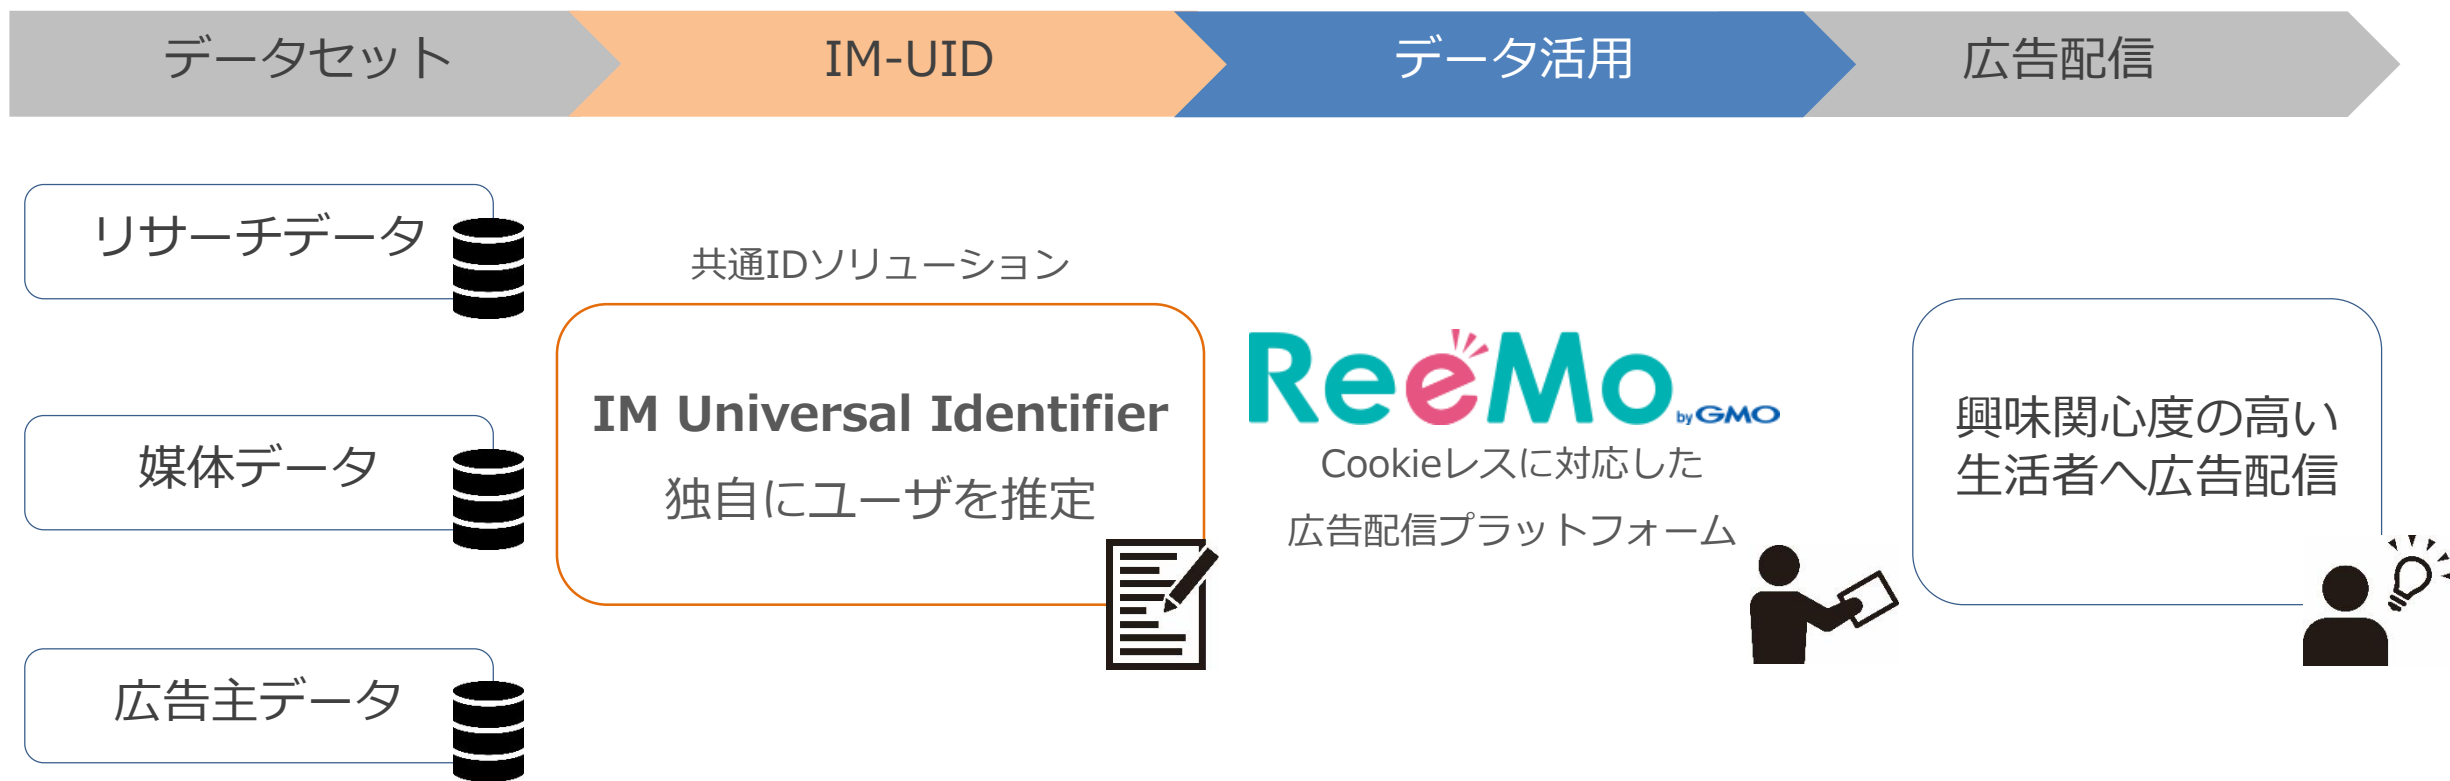 データセット
IM-UID
データ活用
広告配信
リサーチデータ
媒体データ
広告主データ
共通IDソリューション
IM Universal Identifier
独自にユーザを推定
ReeMo
by GMO
Cookieレスに対応した
広告配信プラットフォーム
興味関心度の高い
生活者へ広告配信